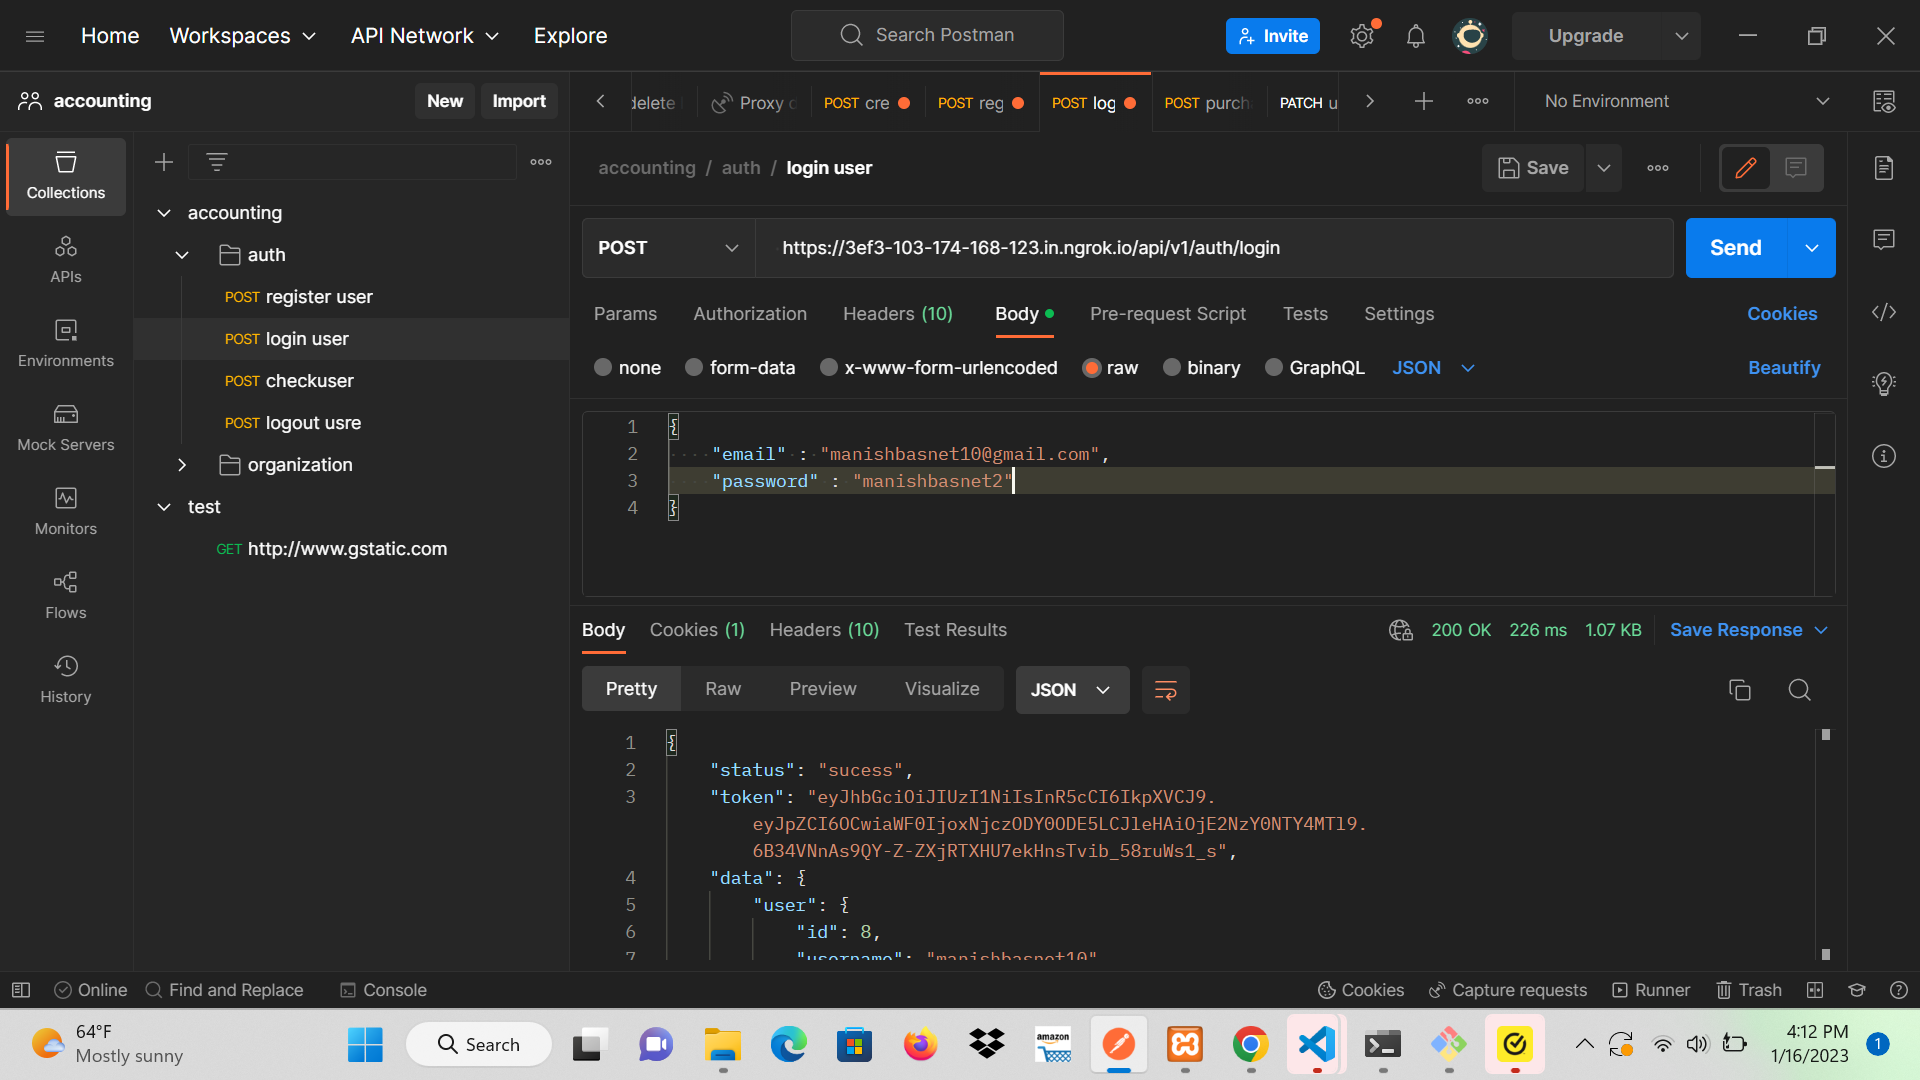 Home
Workspaces
API Network
Explore
Search Postman
Invite
Upgrade
accounting
New
Import
delete
Proxy
POST cre
POST reg
POST log
POST purch
PATCH u
No Environment
Collections
APIs
Environments
Mock Servers
Monitors
Flows
History
accounting
auth
POST register user
POST login user
POST checkuser
POST logout usre
organization
test
GET http://www.gstatic.com
accounting / auth / login user
Save
POST
https://3ef3-103-174-168-123.in.ngrok.io/api/v1/auth/login
Send
Params
Authorization
Headers (10)
Body
Pre-request Script
Tests
Settings
Cookies
none
form-data
x-www-form-urlencoded
raw
binary
GraphQL
JSON
Beautify
1 {
2 "email" : "manishbasnet10@gmail.com",
3 "password" : "manishbasnet2"
4 }
Body
Cookies (1)
Headers (10)
Test Results
200 OK
226 ms
1.07 KB
Save Response
Pretty
Raw
Preview
Visualize
JSON
1 {
2 "status": "sucess",
3 "token": "eyJhbGciOiJIUzI1NiIsInR5cCI6IkpXVCJ9.
eyJpZCI6OCwiaWF0IjoxNjczODY0ODE5LCJleHAiOjE2NzY0NTY4MTl9.
6B34VNnAs9QY-Z-ZXjRTXHU7ekHnsTvib_58ruWs1_s",
4 "data": {
5 "user": {
6 "id": 8,
7 "username": "manishbasnet10"
Online
Find and Replace
Console
Cookies
Capture requests
Runner
Trash
64°F
Mostly sunny
Search
amazon
4:12 PM
1/16/2023
1